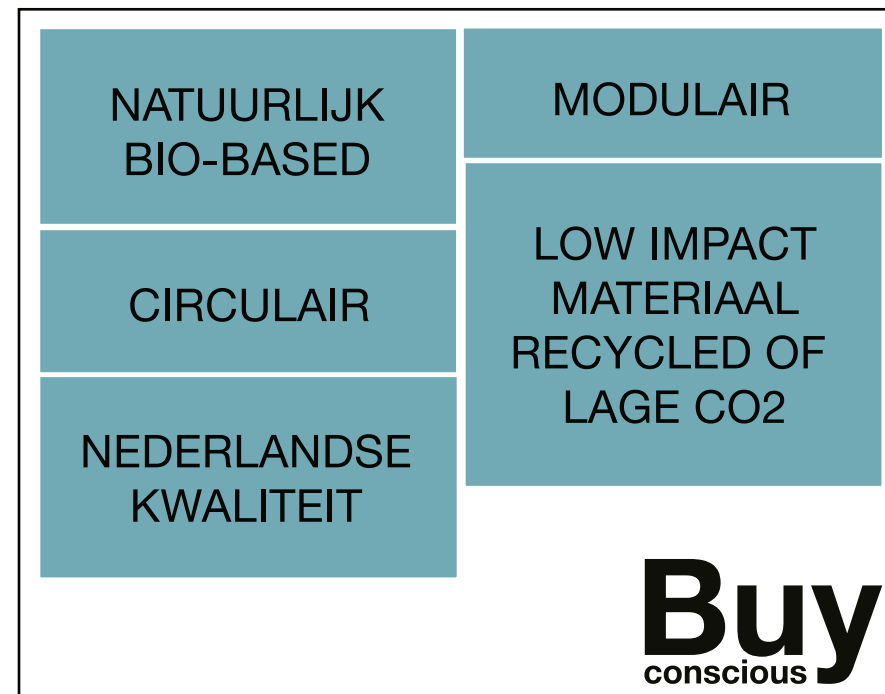 NATUURLIJK
BIO-BASED
CIRCULAIR
NEDERLANDSE
KWALITEIT
MODULAIR
LOW IMPACT
MATERIAAL
RECYCLED OF
LAGE CO2
Buy
conscious